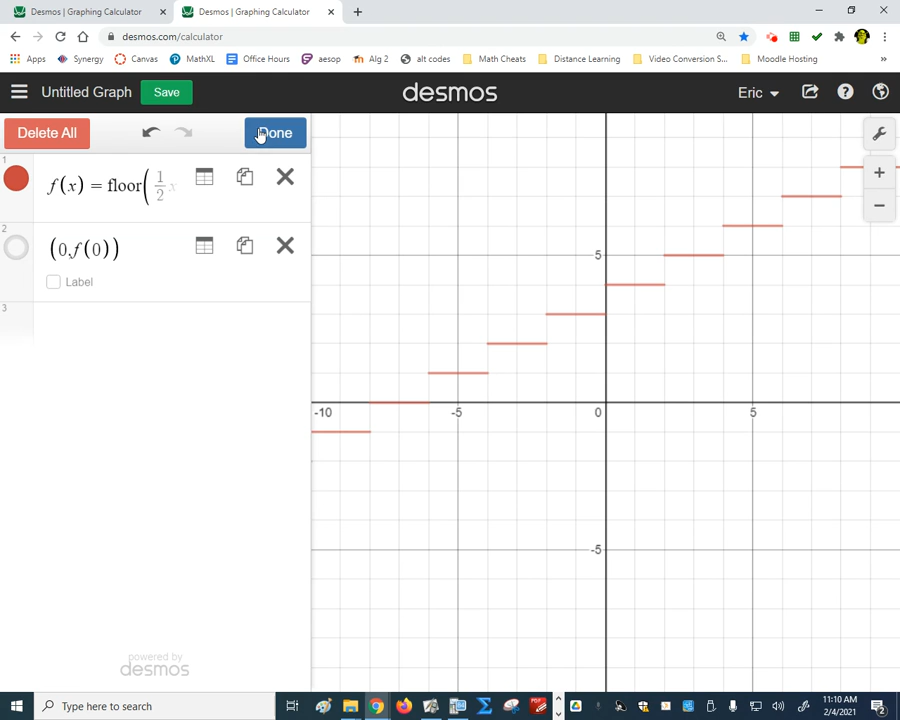 Desmos | Graphing Calculator
Desmos | Graphing Calculator
desmos.com/calculator
Apps Synergy Canvas MathXL Office Hours aesop Alg 2 alt codes Math Cheats Distance Learning Video Conversion S... Moodle Hosting »
Untitled Graph Save desmos Eric
Delete All Done
1
f(x) = floor(1/2 x
2
(0,f(0))
Label
3
5
-10 -5 0 5
-5
powered by
desmos
Type here to search
11:10 AM
2/4/2021
2